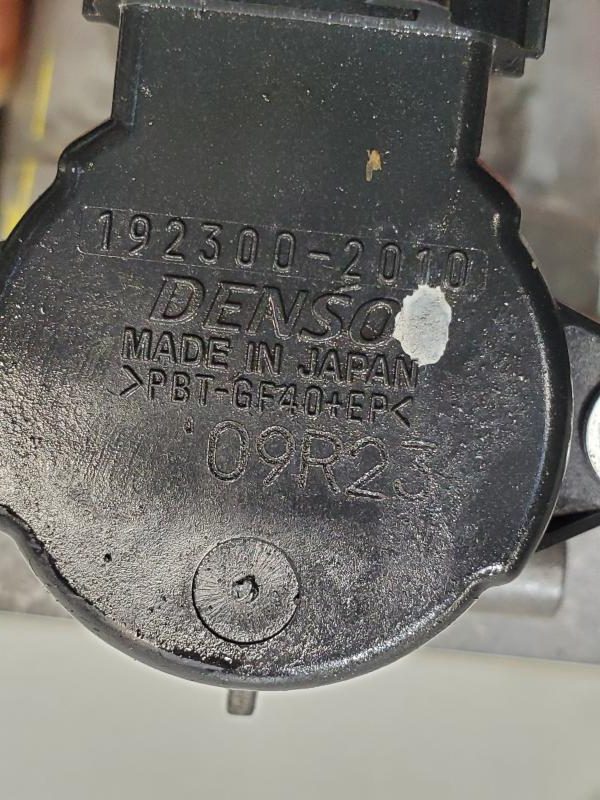 192300-2010
DENSO
MADE IN JAPAN
>PBT-GF40+EP<
'09R23